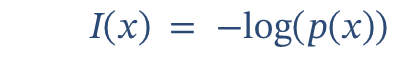 I(x) = −log(p(x))